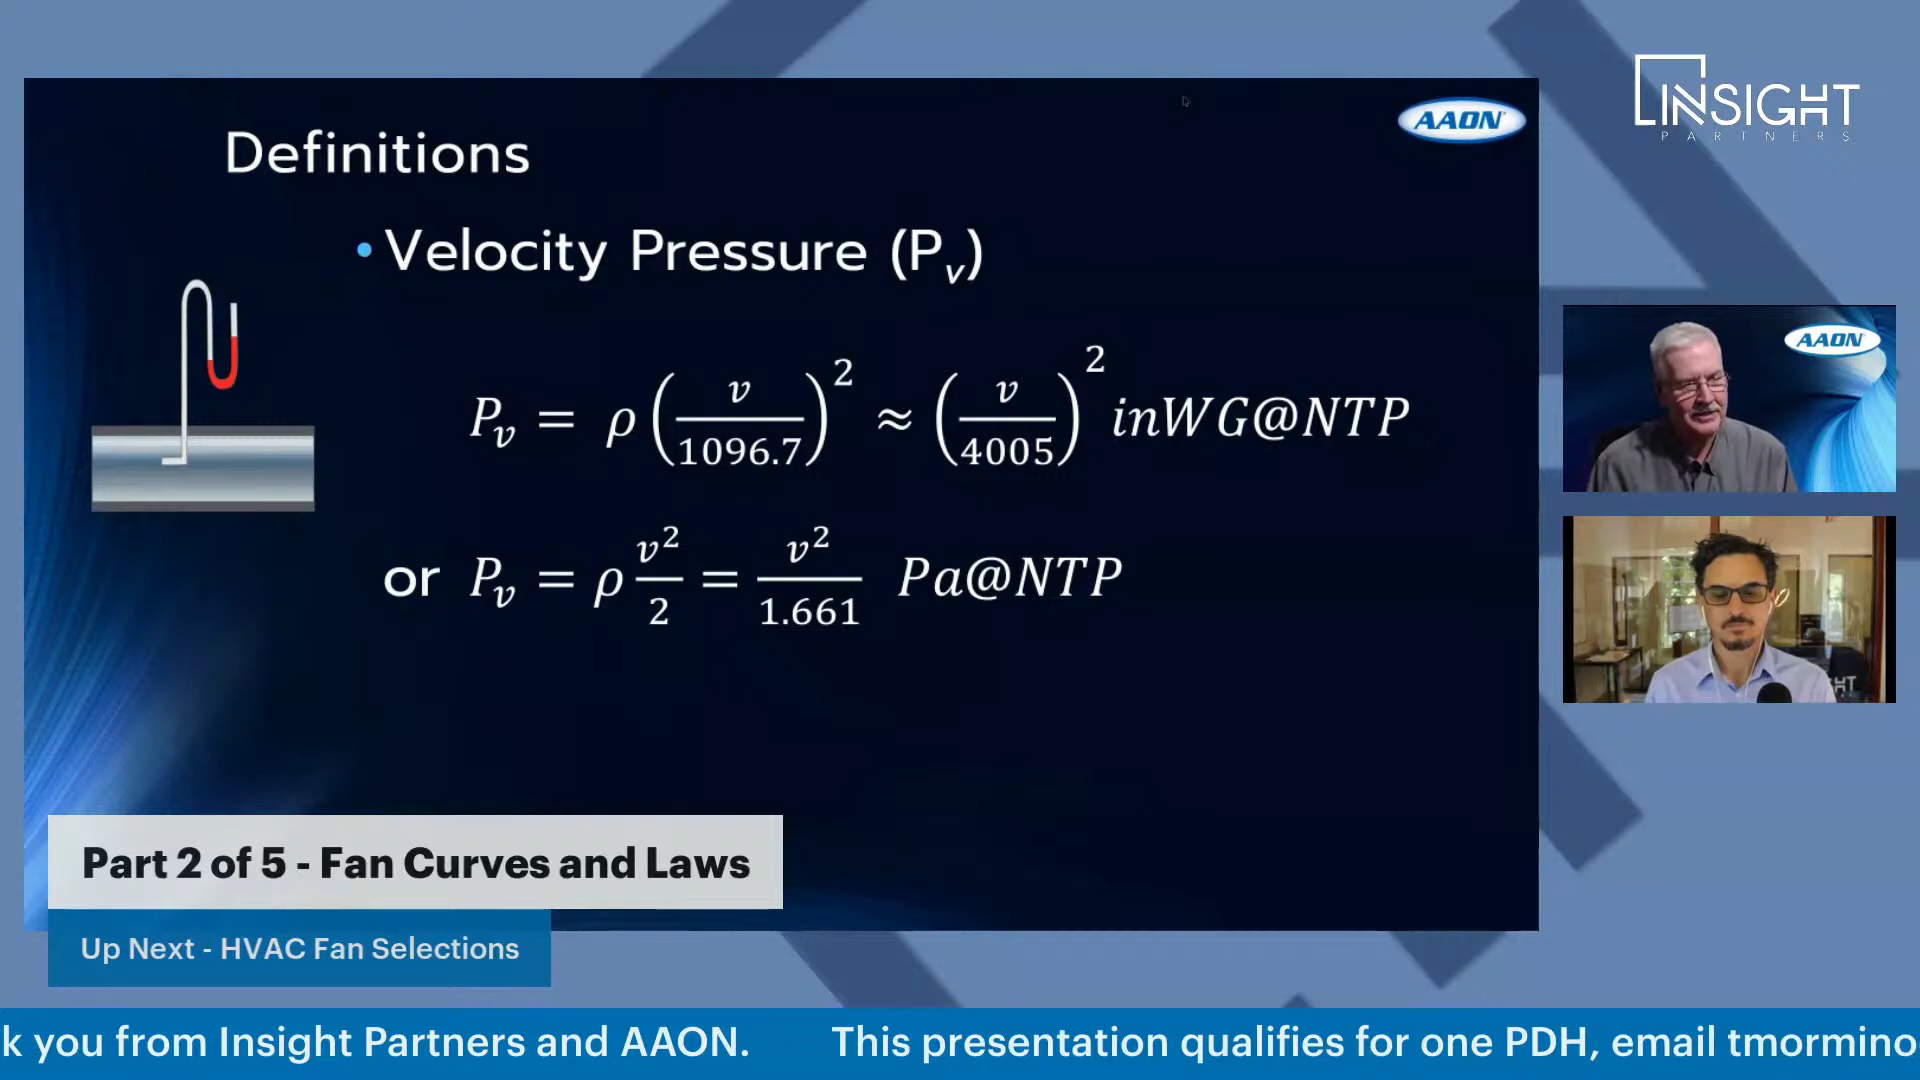 INSIGHT
PARTNERS
AAON
Definitions
• Velocity Pressure (Pᵥ)
Pᵥ = ρ (v/1096.7)² ≈ (v/4005)² inWG@NTP
or Pᵥ = ρ v²/2 = v²/1.661 Pa@NTP
AAON
HT
Part 2 of 5 - Fan Curves and Laws
Up Next - HVAC Fan Selections
k you from Insight Partners and AAON. This presentation qualifies for one PDH, email tmormino